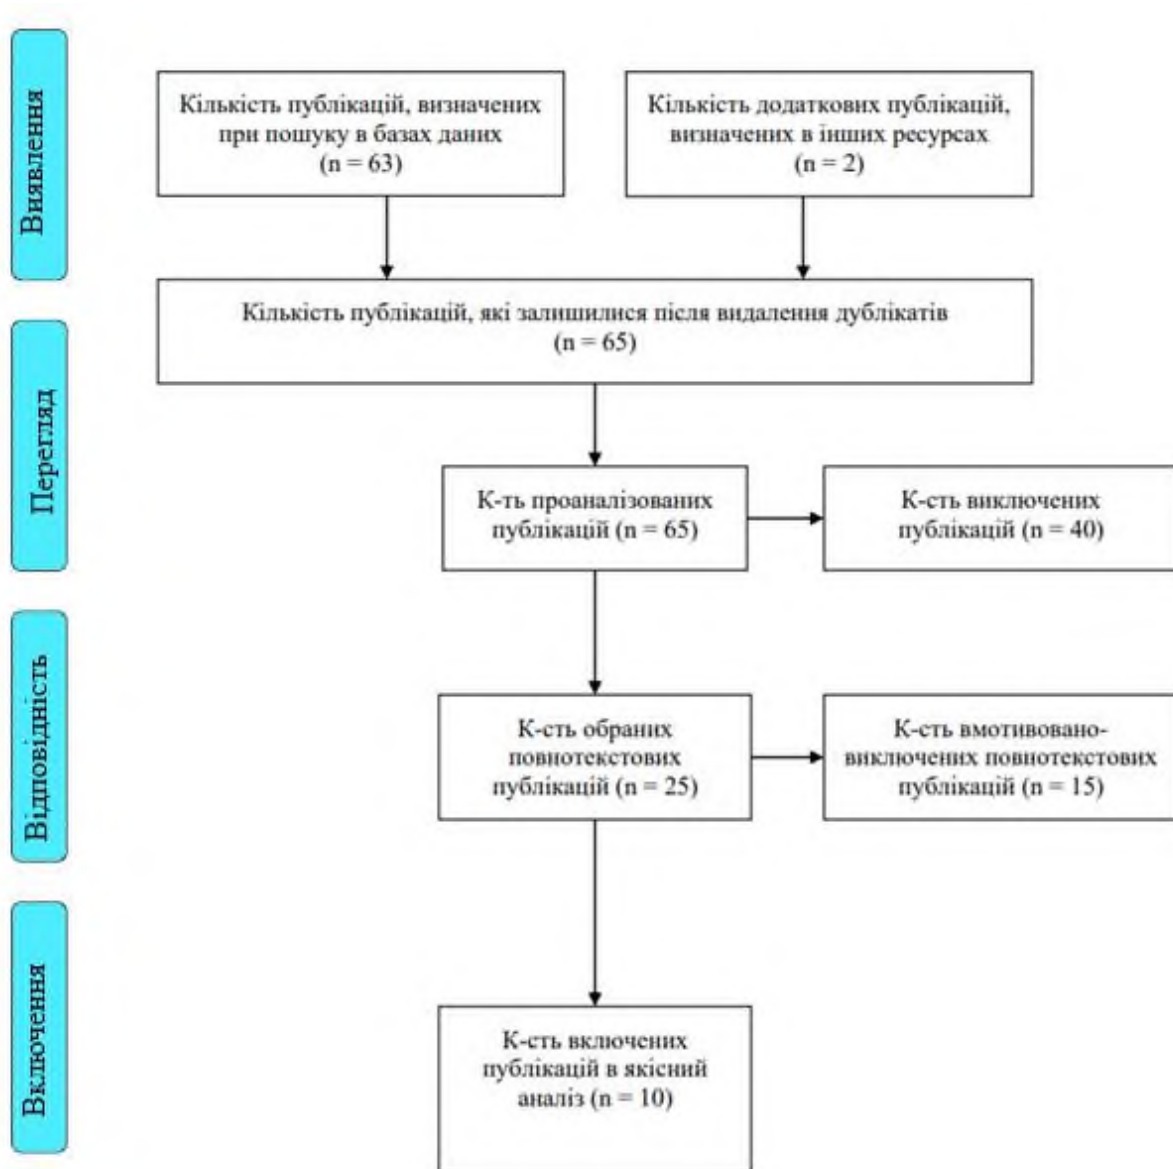 Виявлення
Кількість публікацій, визначених
при пошуку в базах даних
(n = 63)
Кількість додаткових публікацій,
визначених в інших ресурсах
(n = 2)
Кількість публікацій, які залишилися після видалення дублікатів
(n = 65)
Перегляд
К-ть проаналізованих
публікацій (n = 65)
К-сть виключених
публікацій (n = 40)
Відповідність
К-сть обраних
повнотекстових
публікацій (n = 25)
К-сть вмотивовано-
виключених повнотекстових
публікацій (n = 15)
Включення
К-сть включених
публікацій в якісний
аналіз (n = 10)